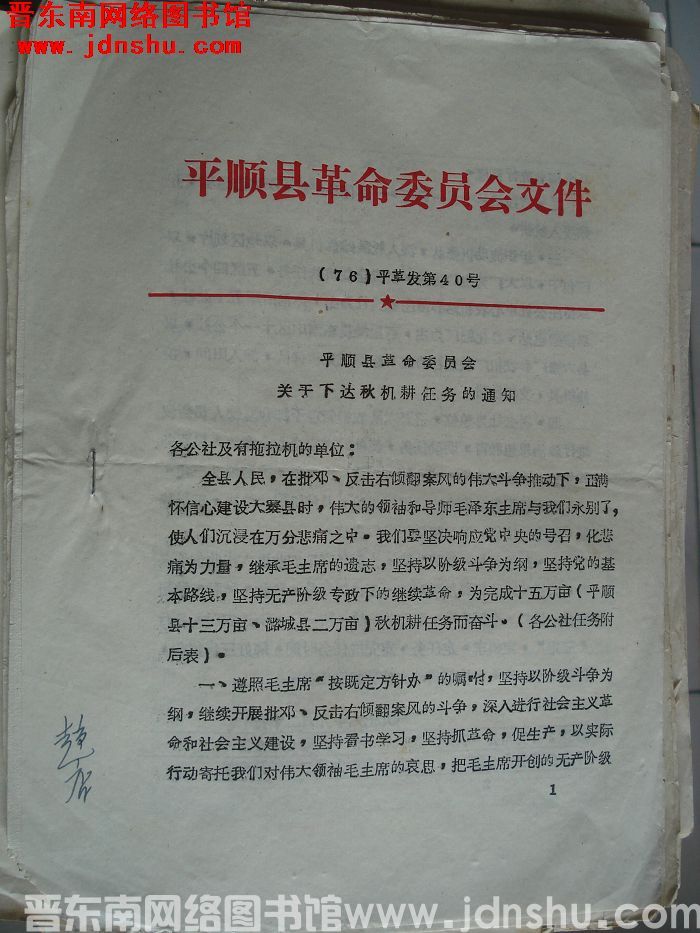 晋东南网络图书馆
www.jdnshu.com
平顺县革命委员会文件
(76)平革发第40号
平顺县革命委员会
关于下达秋机耕任务的通知
各公社及有拖拉机的单位：
全县人民，在批邓、反击右倾翻案风的伟大斗争推动下，正满
怀信心建设大寨县时，伟大的领袖和导师毛泽东主席与我们永别了，
使人们沉浸在万分悲痛之中。我们要坚决响应党中央的号召，化悲
痛为力量，继承毛主席的遗志，坚持以阶级斗争为纲，坚持党的基
本路线，坚持无产阶级专政下的继续革命，为完成十五万亩（平顺
县十三万亩、潞城县二万亩）秋机耕任务而奋斗。（各公社任务附
后表）。
一、遵照毛主席“按既定方针办”的嘱咐，坚持以阶级斗争为
纲，继续开展批邓、反击右倾翻案风的斗争，深入进行社会主义革
命和社会主义建设，坚持看书学习，坚持抓革命，促生产，以实际
行动寄托我们对伟大领袖毛主席的哀思，把毛主席开创的无产阶级
1
晋东南网络图书馆www.jdnshu.com